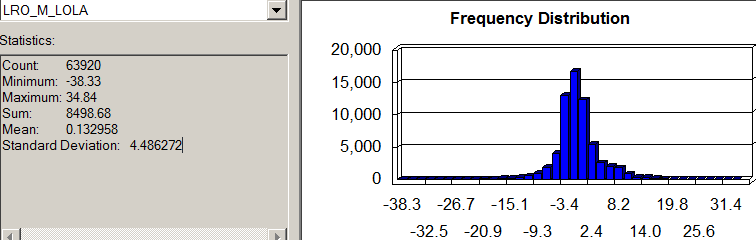 LRO_M_LOLA
Statistics:
Count: 63920
Minimum: -38.33
Maximum: 34.84
Sum: 8498.68
Mean: 0.132958
Standard Deviation: 4.486272
Frequency Distribution
20,000
15,000
10,000
5,000
0
-38.3 -26.7 -15.1 -3.4 8.2 19.8 31.4
-32.5 -20.9 -9.3 2.4 14.0 25.6